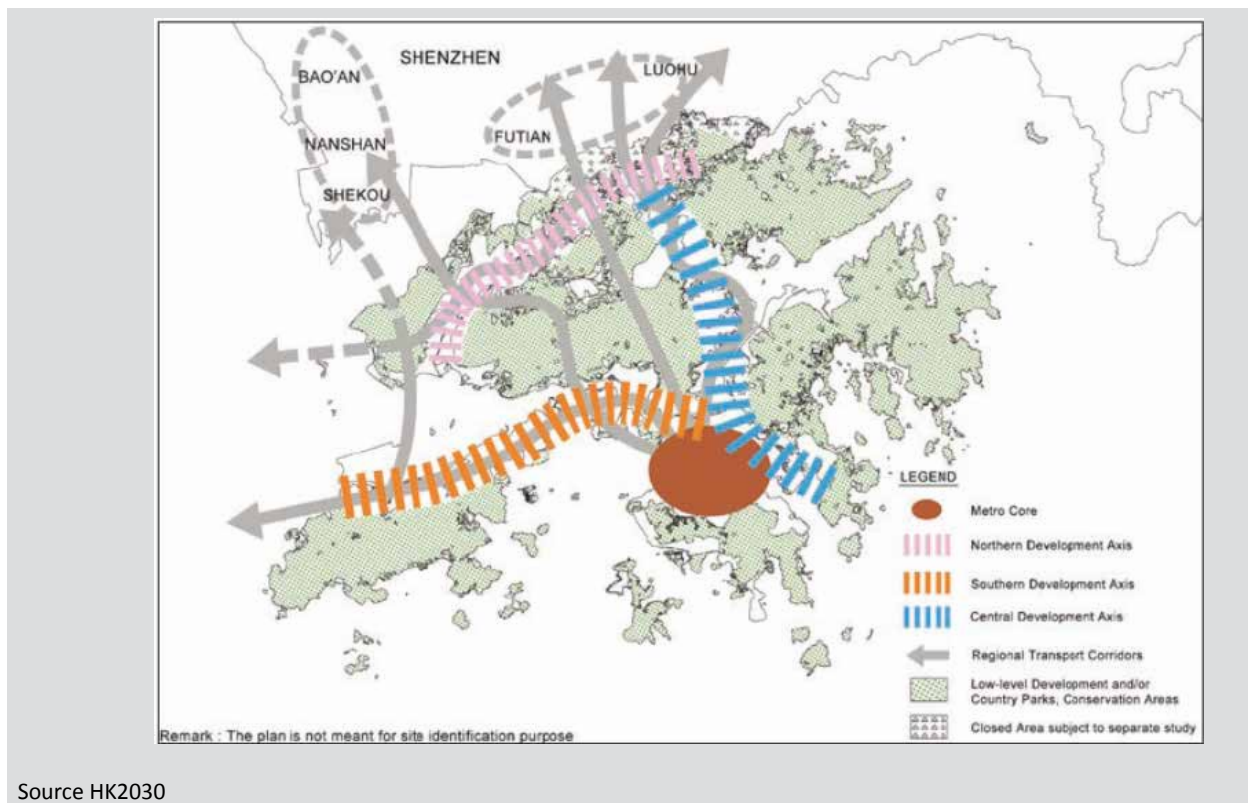 SHENZHEN
BAO'AN
LUOHU
FUTIAN
NANSHAN
SHEKOU
LEGEND
Metro Core
Northern Development Axis
Southern Development Axis
Central Development Axis
Regional Transport Corridors
Low-level Development and/or
Country Parks, Conservation Areas
Closed Area subject to separate study
Remark : The plan is not meant for site identification purpose
Source HK2030